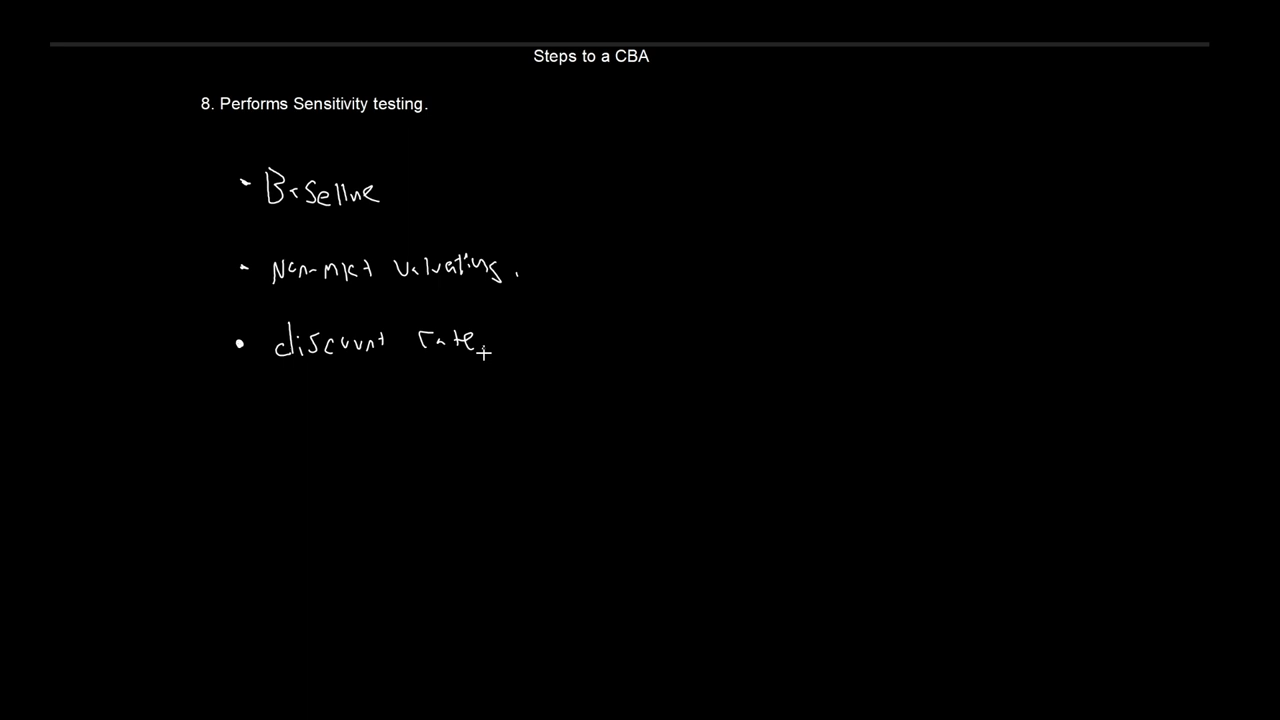 Steps to a CBA
8. Performs Sensitivity testing.
• Baseline
• Non-mkt valuating.
• discount rate